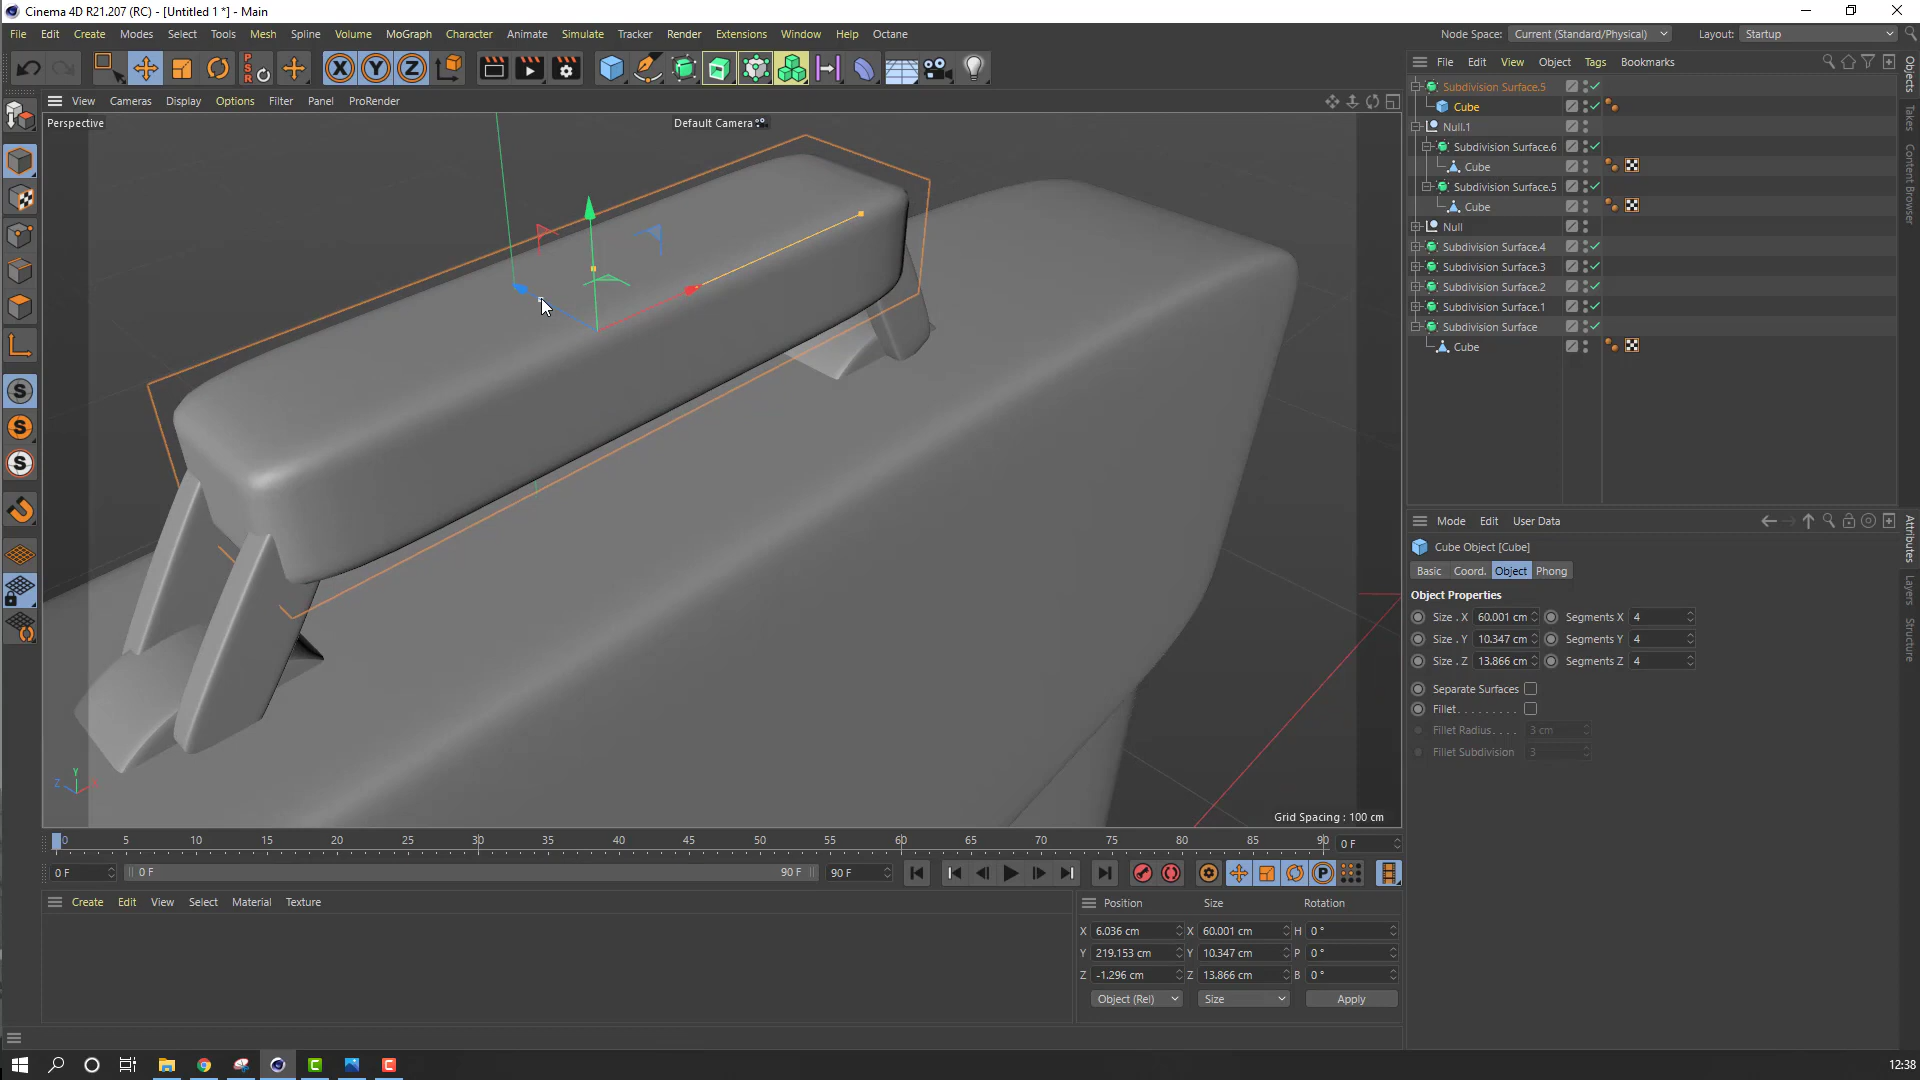 Cinema 4D R21.207 (RC) - [Untitled 1 *] - Main
File Edit Create Modes Select Tools Mesh Spline Volume MoGraph Character Animate Simulate Tracker Render Extensions Window Help Octane
Node Space: Current (Standard/Physical) Layout: Startup
P S R
X Y Z
File Edit View Object Tags Bookmarks
View Cameras Display Options Filter Panel ProRender
Perspective
Default Camera
Subdivision Surface.5
Cube
Null.1
Subdivision Surface.6
Cube
Subdivision Surface.5
Cube
Null
Subdivision Surface.4
Subdivision Surface.3
Subdivision Surface.2
Subdivision Surface.1
Subdivision Surface
Cube
Objects
Takes
Content Browser
S
S
S
Mode Edit User Data
Cube Object [Cube]
Basic Coord. Object Phong
Object Properties
Size . X 60.001 cm Segments X 4
Size . Y 10.347 cm Segments Y 4
Size . Z 13.866 cm Segments Z 4
Separate Surfaces
Fillet . . . . . . . . .
Fillet Radius . . . . 3 cm
Fillet Subdivision 3
Attributes
Layers
Structure
Y
Z
Grid Spacing : 100 cm
0 5 10 15 20 25 30 35 40 45 50 55 60 65 70 75 80 85 90 0 F
0 F 0 F 90 F 90 F
P
Create Edit View Select Material Texture
Position Size Rotation
X 6.036 cm X 60.001 cm H 0 °
Y 219.153 cm Y 10.347 cm P 0 °
Z -1.296 cm Z 13.866 cm B 0 °
Object (Rel) Size Apply
12:38